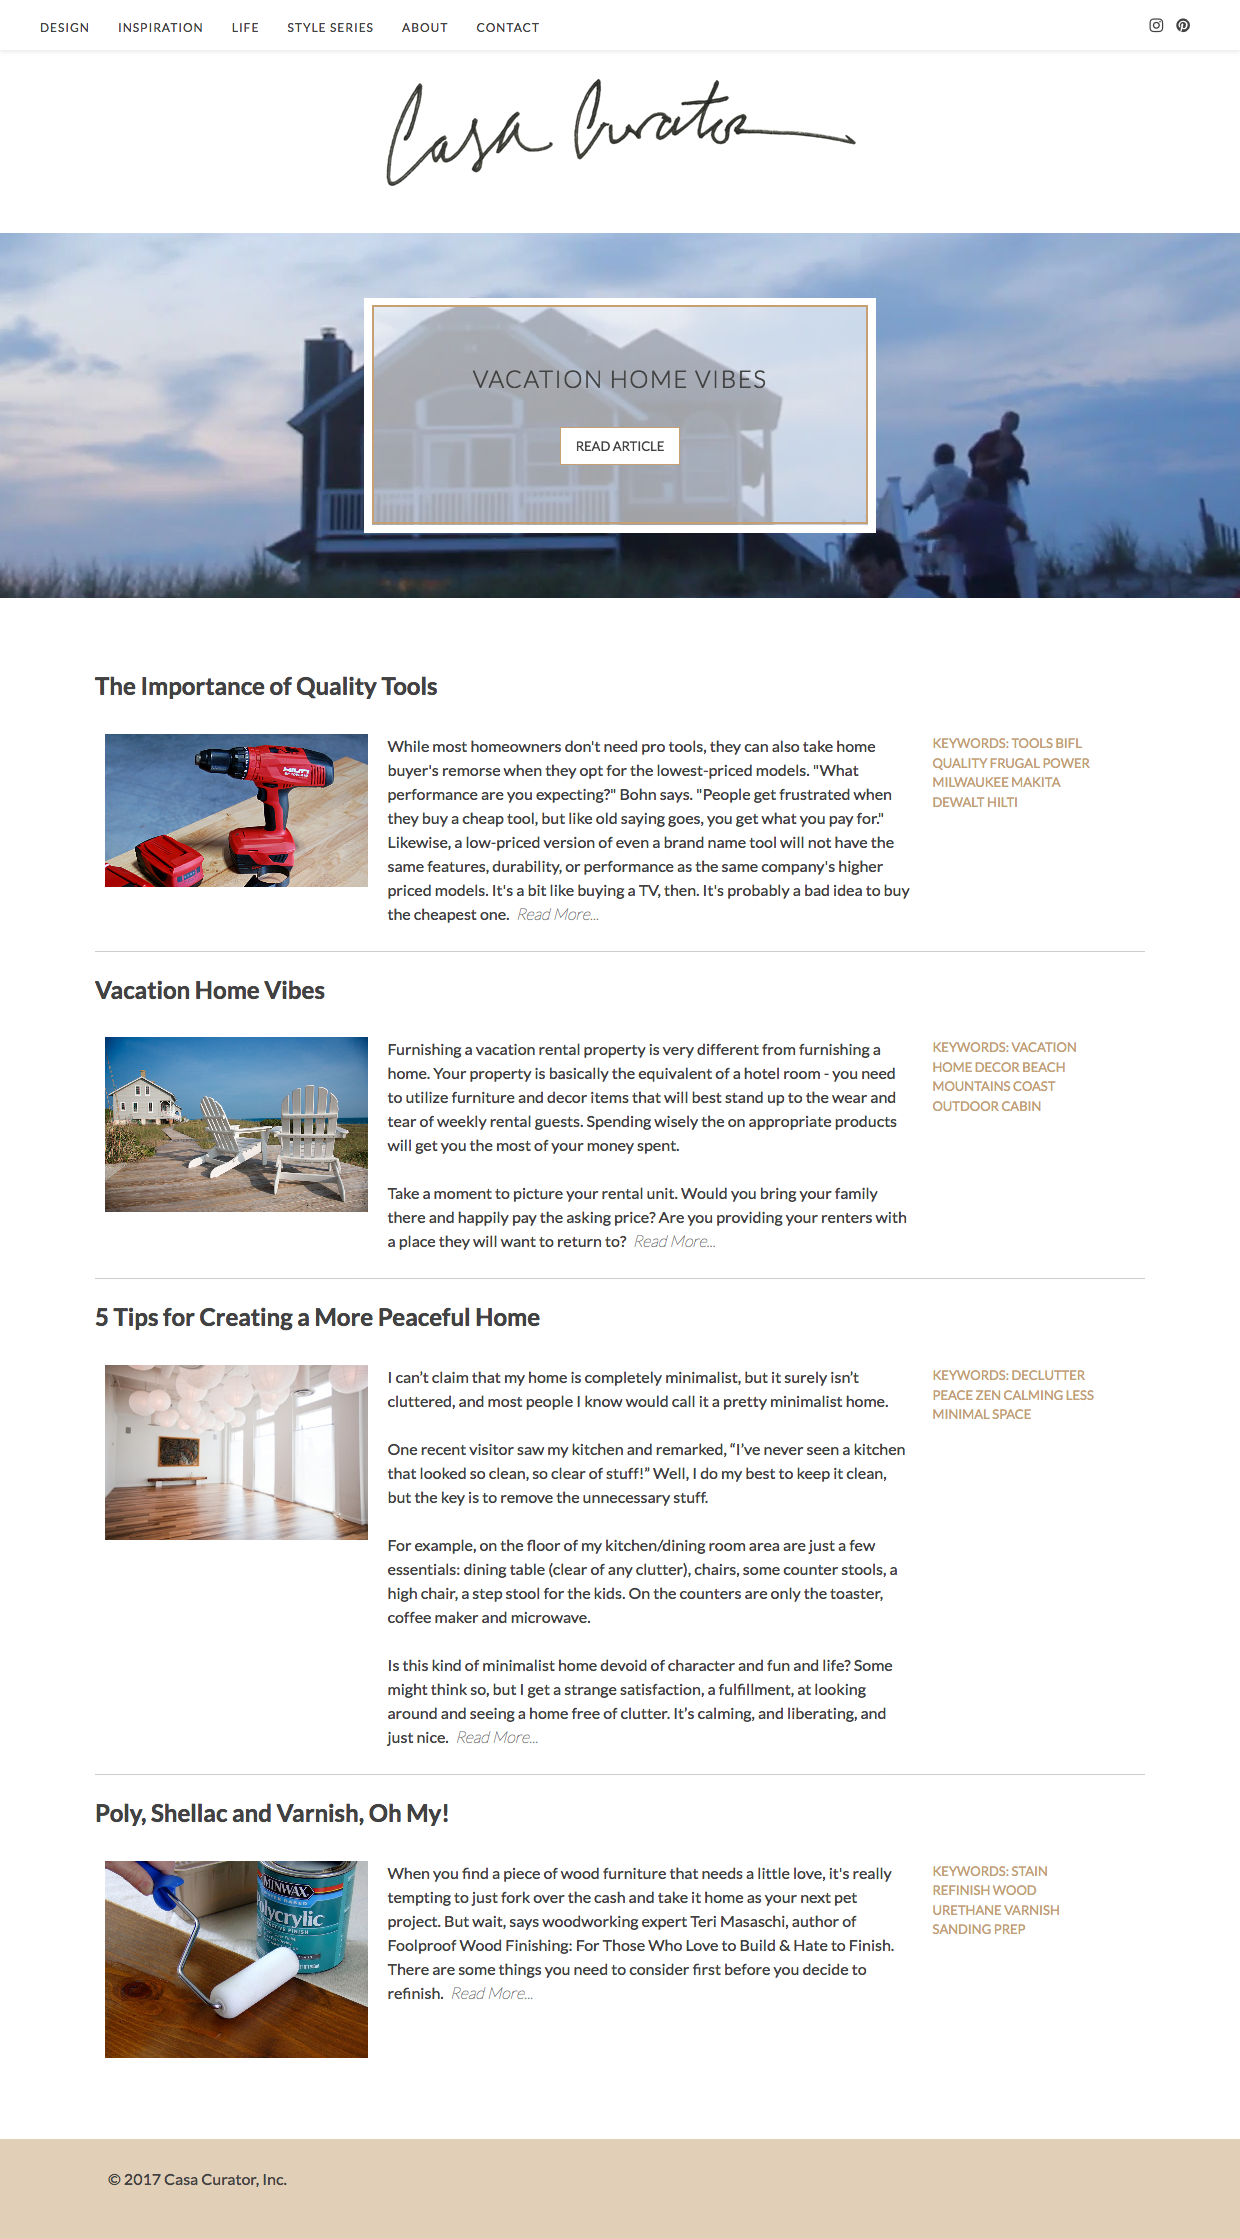 DESIGN INSPIRATION LIFE STYLE SERIES ABOUT CONTACT
Casa Curator
VACATION HOME VIBES
READ ARTICLE
The Importance of Quality Tools
HILTI
While most homeowners don't need pro tools, they can also take home
buyer's remorse when they opt for the lowest-priced models. "What
performance are you expecting?" Bohn says. "People get frustrated when
they buy a cheap tool, but like old saying goes, you get what you pay for."
Likewise, a low-priced version of even a brand name tool will not have the
same features, durability, or performance as the same company's higher
priced models. It's a bit like buying a TV, then. It's probably a bad idea to buy
the cheapest one. Read More...
KEYWORDS: TOOLS BIFL
QUALITY FRUGAL POWER
MILWAUKEE MAKITA
DEWALT HILTI
Vacation Home Vibes
Furnishing a vacation rental property is very different from furnishing a
home. Your property is basically the equivalent of a hotel room - you need
to utilize furniture and decor items that will best stand up to the wear and
tear of weekly rental guests. Spending wisely the on appropriate products
will get you the most of your money spent.
Take a moment to picture your rental unit. Would you bring your family
there and happily pay the asking price? Are you providing your renters with
a place they will want to return to? Read More...
KEYWORDS: VACATION
HOME DECOR BEACH
MOUNTAINS COAST
OUTDOOR CABIN
5 Tips for Creating a More Peaceful Home
I can’t claim that my home is completely minimalist, but it surely isn’t
cluttered, and most people I know would call it a pretty minimalist home.
One recent visitor saw my kitchen and remarked, “I’ve never seen a kitchen
that looked so clean, so clear of stuff!” Well, I do my best to keep it clean,
but the key is to remove the unnecessary stuff.
For example, on the floor of my kitchen/dining room area are just a few
essentials: dining table (clear of any clutter), chairs, some counter stools, a
high chair, a step stool for the kids. On the counters are only the toaster,
coffee maker and microwave.
Is this kind of minimalist home devoid of character and fun and life? Some
might think so, but I get a strange satisfaction, a fulfillment, at looking
around and seeing a home free of clutter. It’s calming, and liberating, and
just nice. Read More...
KEYWORDS: DECLUTTER
PEACE ZEN CALMING LESS
MINIMAL SPACE
Poly, Shellac and Varnish, Oh My!
MINWAX
lycrylic
When you find a piece of wood furniture that needs a little love, it's really
tempting to just fork over the cash and take it home as your next pet
project. But wait, says woodworking expert Teri Masaschi, author of
Foolproof Wood Finishing: For Those Who Love to Build & Hate to Finish.
There are some things you need to consider first before you decide to
refinish. Read More...
KEYWORDS: STAIN
REFINISH WOOD
URETHANE VARNISH
SANDING PREP
© 2017 Casa Curator, Inc.